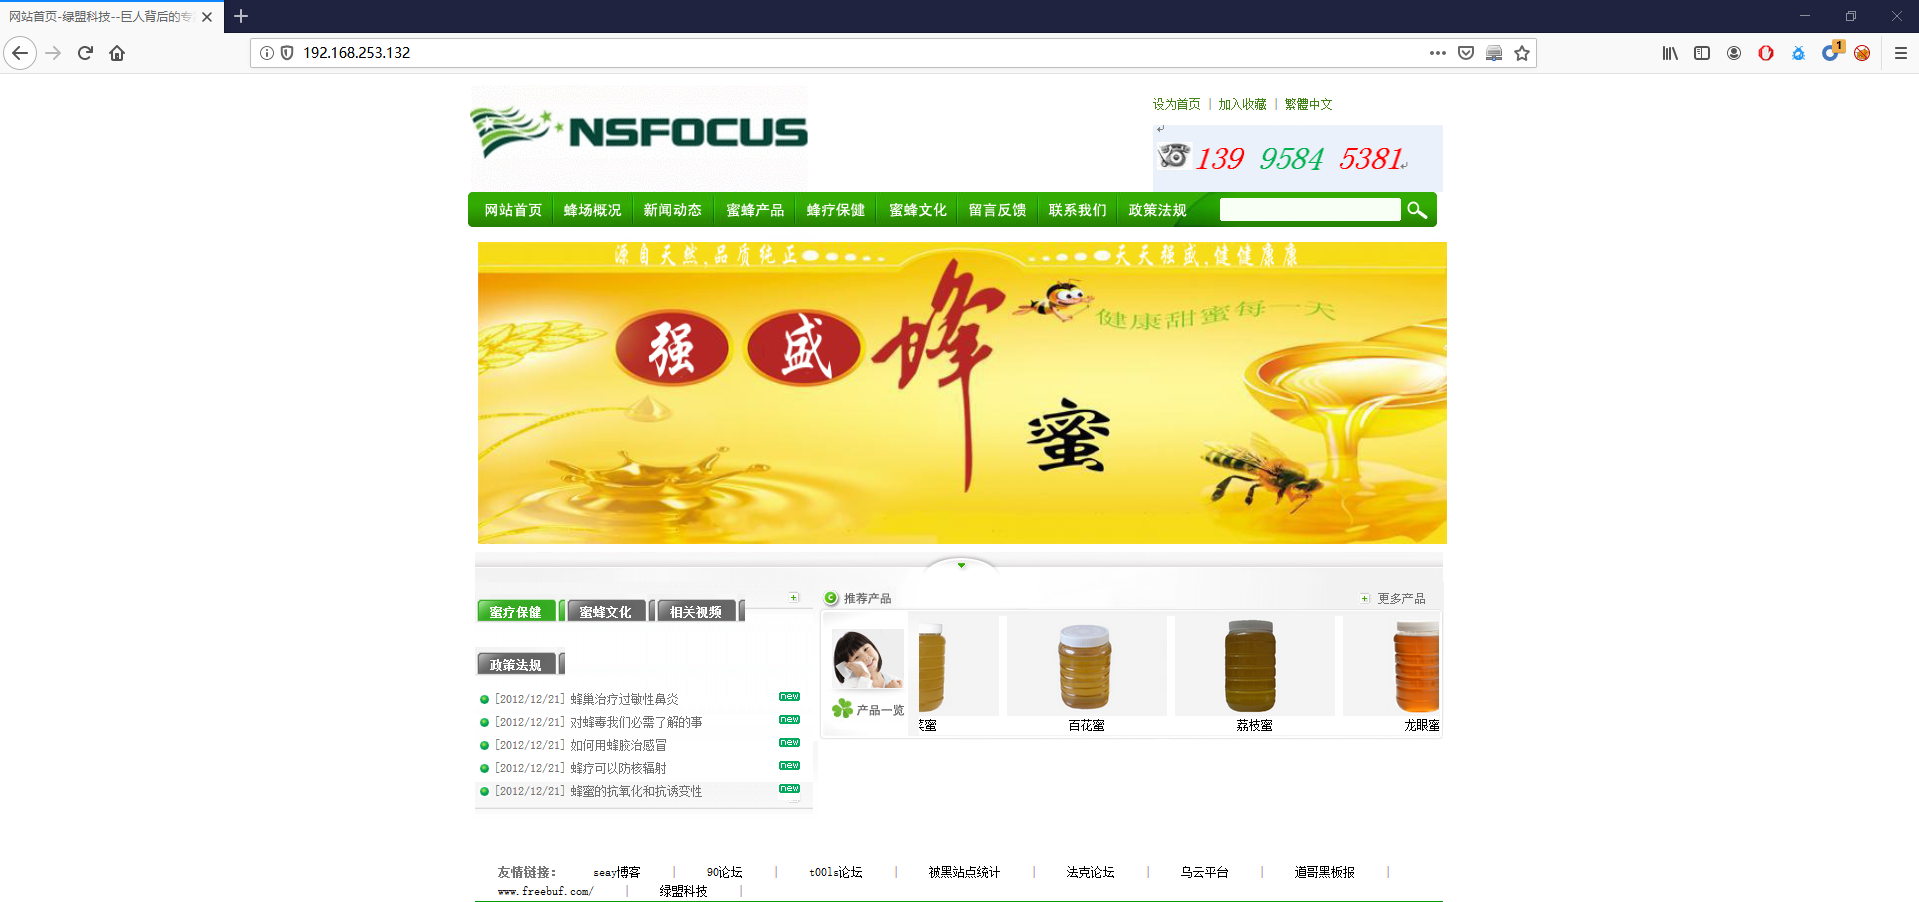 网站首页-绿盟科技--巨人背后的专
192.168.253.132
1
NSFOCUS
设为首页 | 加入收藏 | 繁體中文
139 9584 5381
网站首页 蜂场概况 新闻动态 蜜蜂产品 蜂疗保健 蜜蜂文化 留言反馈 联系我们 政策法规
源自天然,品质纯正 天天强盛,健健康康
健康甜蜜每一天
强盛蜂蜜
蜜疗保健 蜜蜂文化 相关视频
政策法规
[2012/12/21] 蜂巢治疗过敏性鼻炎 new
[2012/12/21] 对蜂毒我们必需了解的事 new
[2012/12/21] 如何用蜂胶治感冒 new
[2012/12/21] 蜂疗可以防核辐射 new
[2012/12/21] 蜂蜜的抗氧化和抗诱变性 new
C 推荐产品 更多产品
产品一览
蜜 百花蜜 荔枝蜜 龙眼蜜
友情链接: seay博客 | 90论坛 | t00ls论坛 | 被黑站点统计 | 法克论坛 | 乌云平台 | 道哥黑板报 |
www.freebuf.com/ | 绿盟科技 |